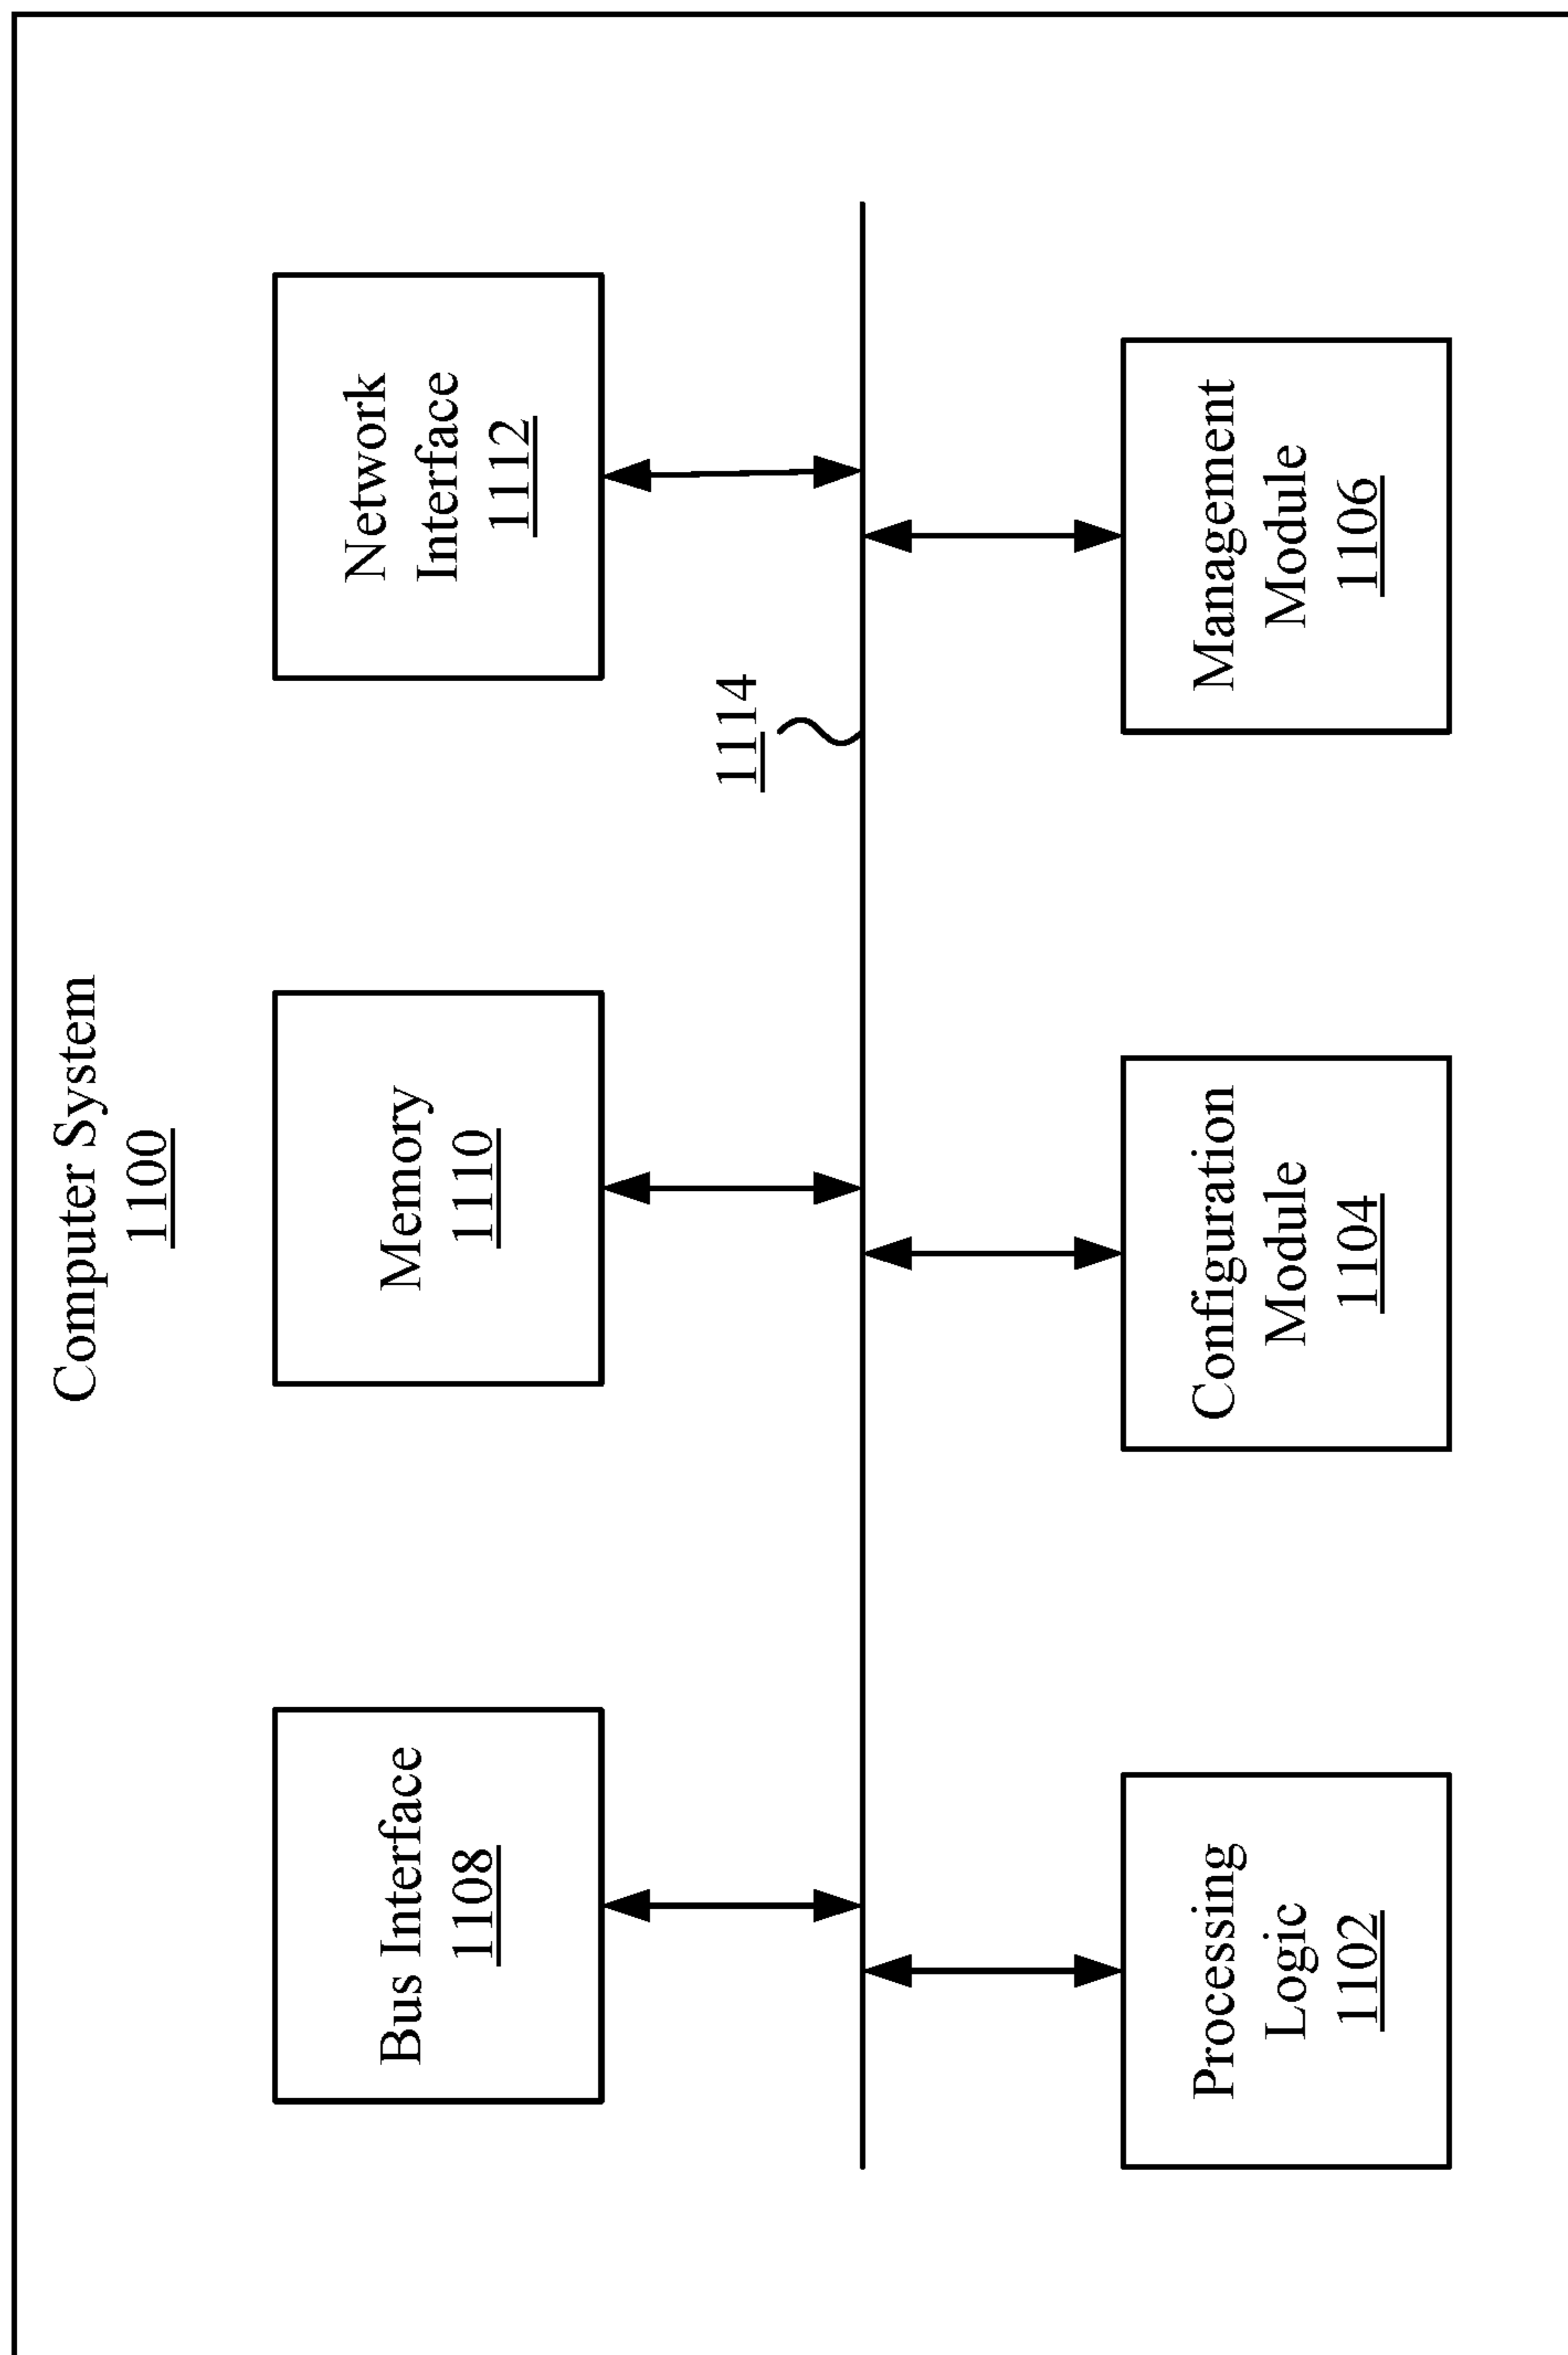 Computer System
1100
Bus Interface
1108
Memory
1110
Network
Interface
1112
1114
Processing
Logic
1102
Configuration
Module
1104
Management
Module
1106